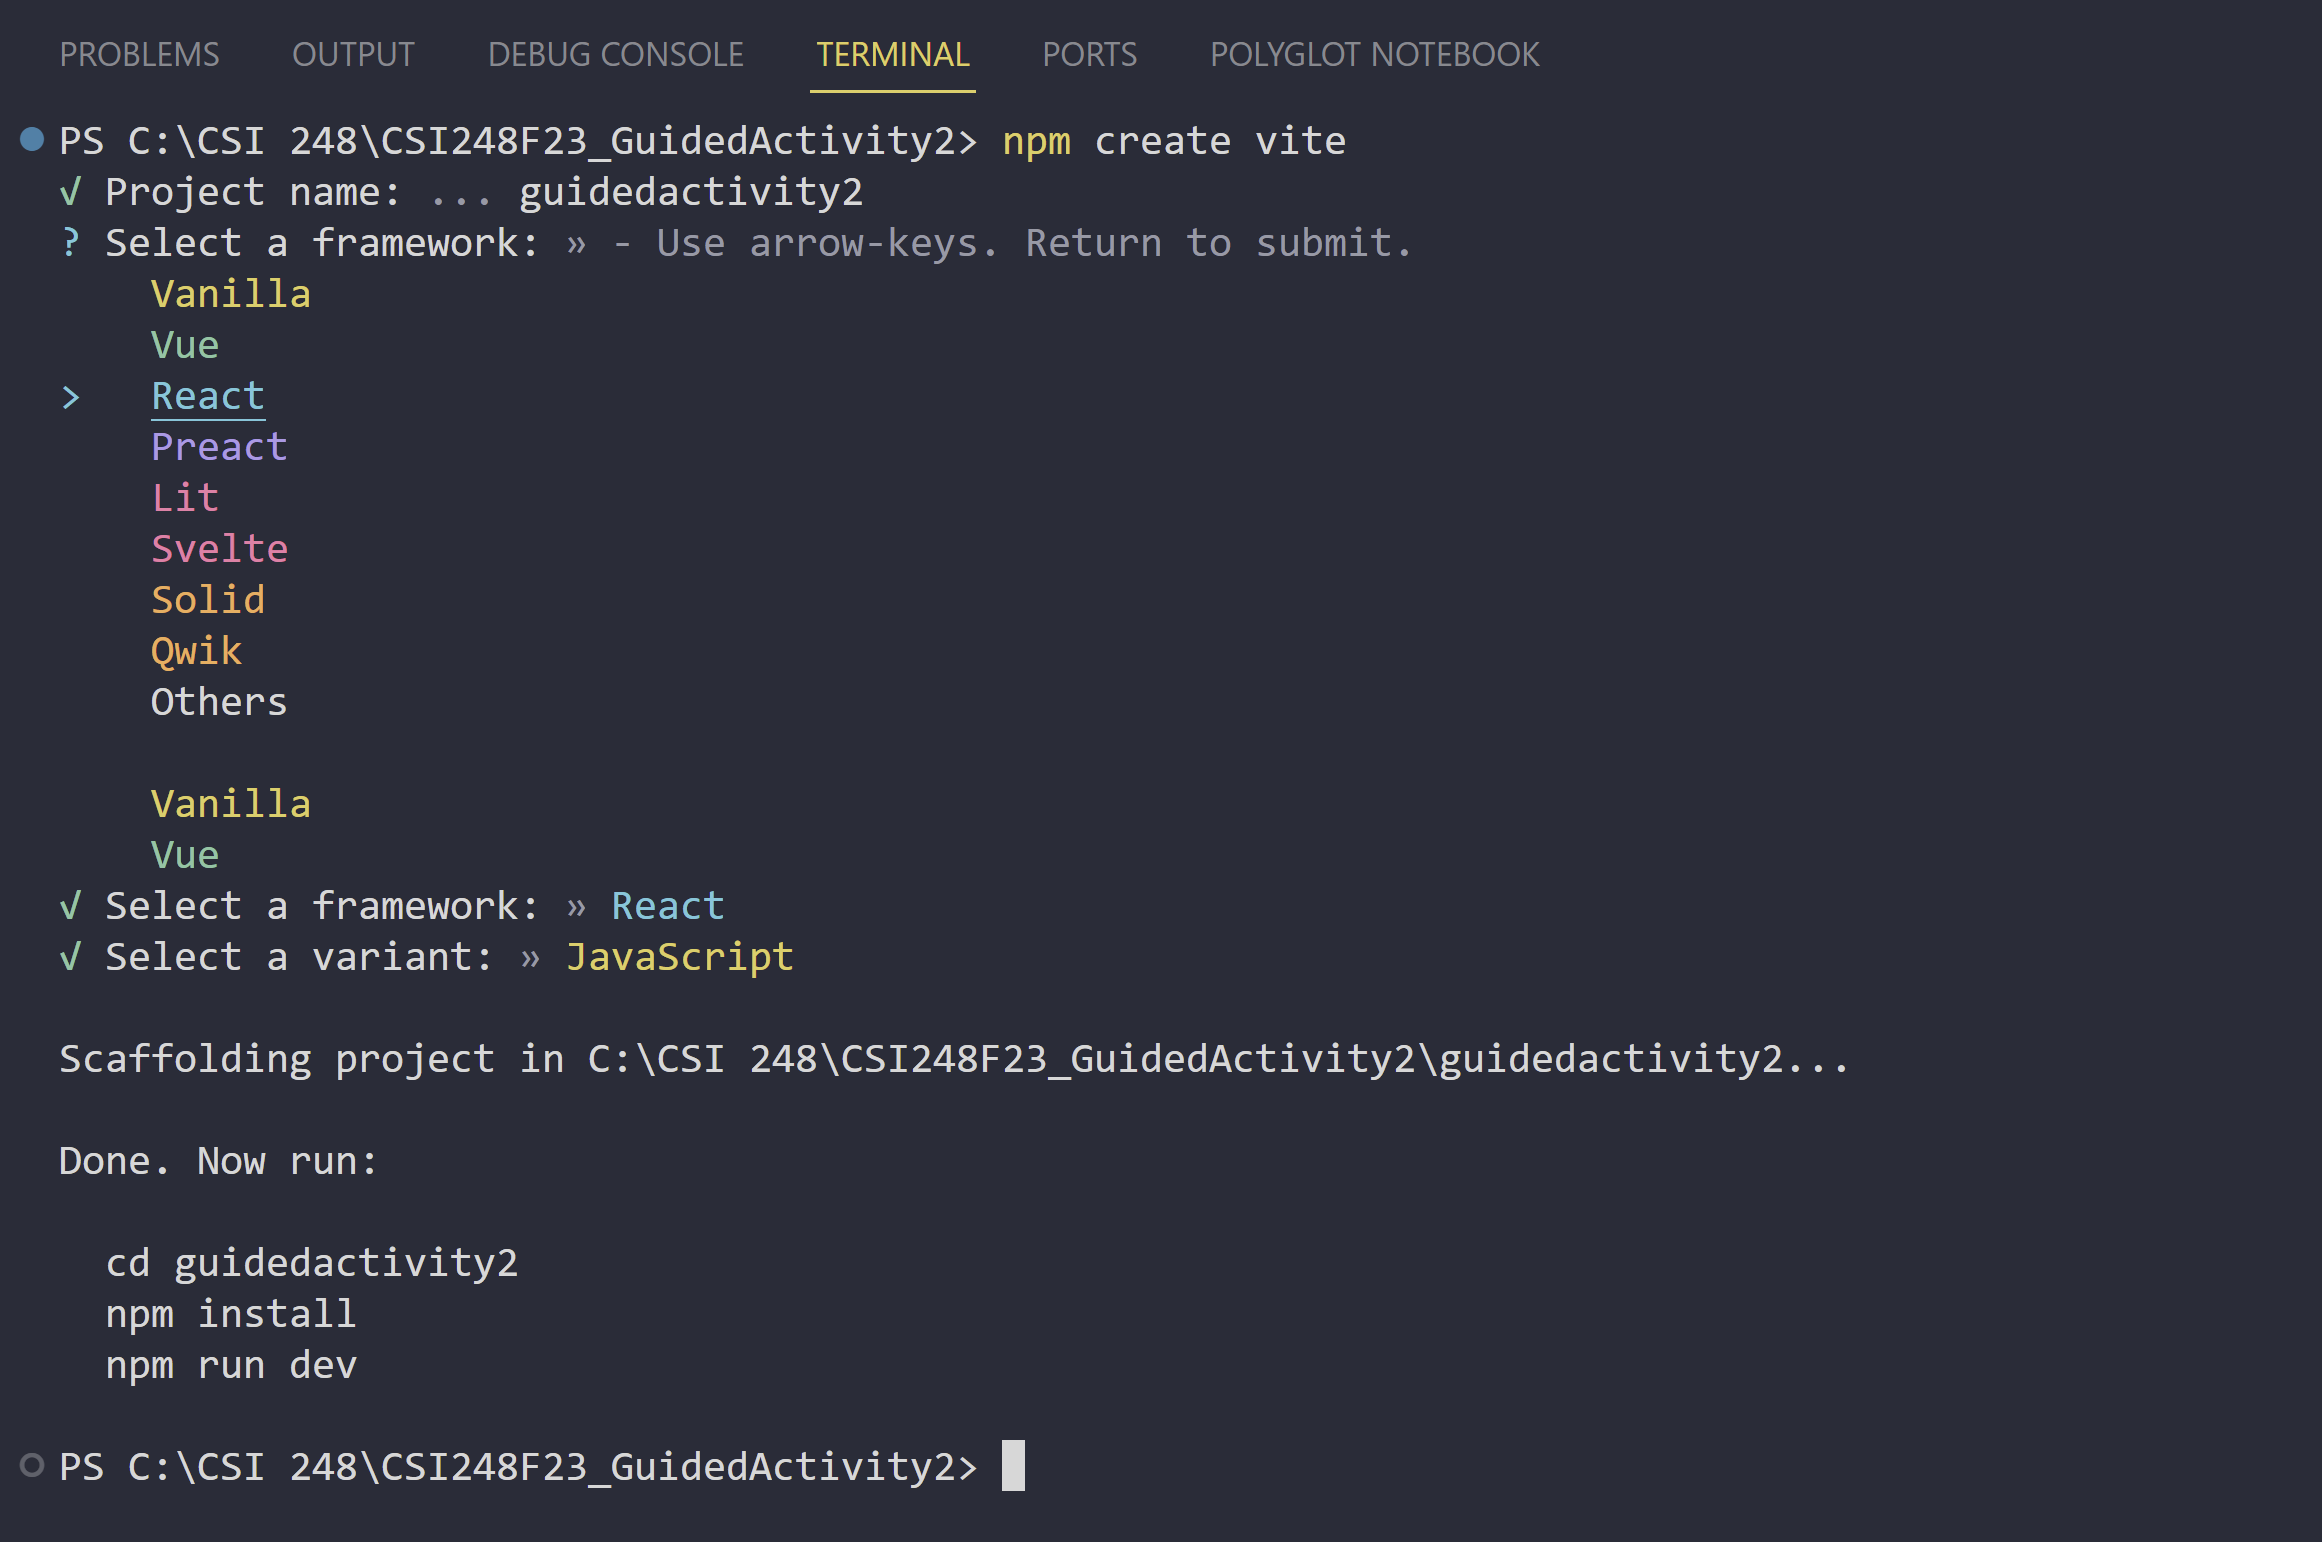 PROBLEMS OUTPUT DEBUG CONSOLE TERMINAL PORTS POLYGLOT NOTEBOOK
PS C:\CSI 248\CSI248F23_GuidedActivity2> npm create vite
√ Project name: ... guidedactivity2
? Select a framework: » - Use arrow-keys. Return to submit.
Vanilla
Vue
> React
Preact
Lit
Svelte
Solid
Qwik
Others
Vanilla
Vue
√ Select a framework: » React
√ Select a variant: » JavaScript
Scaffolding project in C:\CSI 248\CSI248F23_GuidedActivity2\guidedactivity2...
Done. Now run:
cd guidedactivity2
npm install
npm run dev
PS C:\CSI 248\CSI248F23_GuidedActivity2>